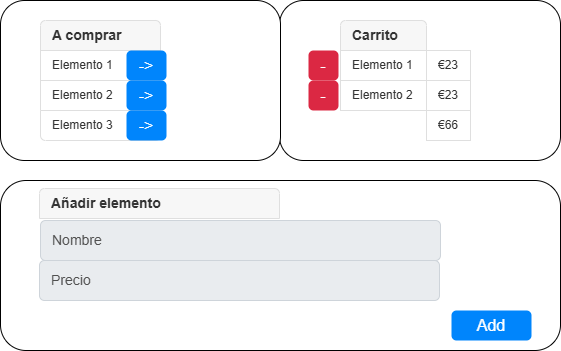 A comprar
Elemento 1 -->
Elemento 2 -->
Elemento 3 -->
Carrito
- Elemento 1 €23
- Elemento 2 €23
€66
Añadir elemento
Nombre
Precio
Add